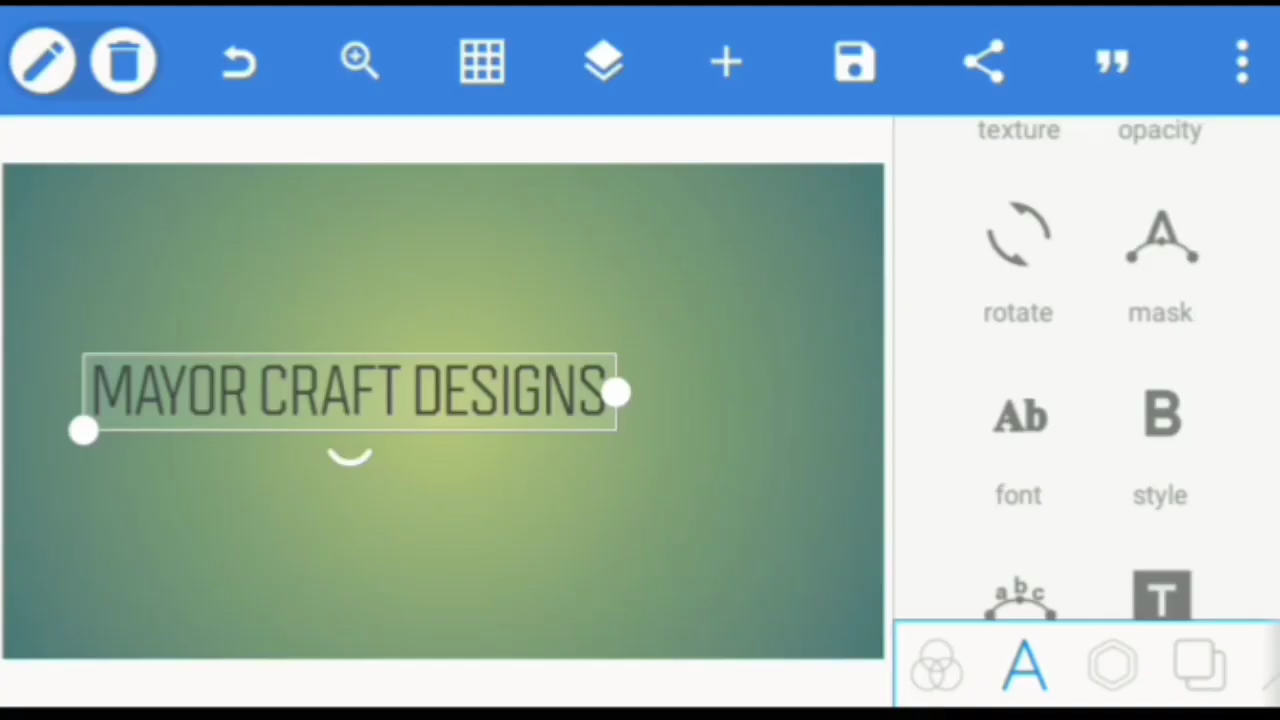 texture opacity
MAYOR CRAFT DESIGNS
rotate mask
Ab B
font style
abc T
A